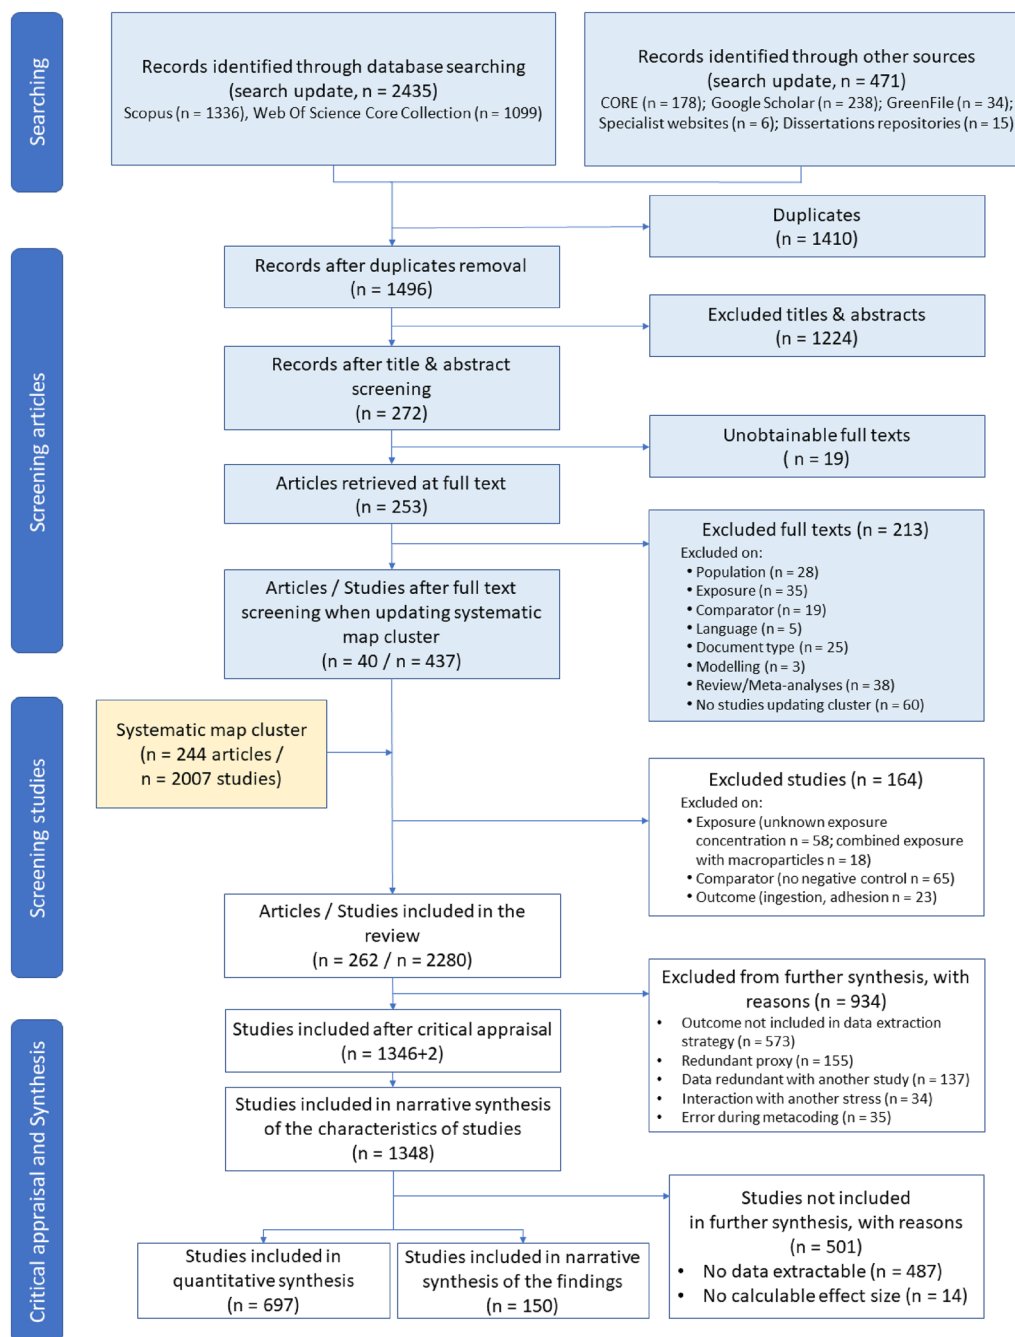 Searching
Records identified through database searching
(search update, n = 2435)
Scopus (n = 1336), Web Of Science Core Collection (n = 1099)
Records identified through other sources
(search update, n = 471)
CORE (n = 178); Google Scholar (n = 238); GreenFile (n = 34);
Specialist websites (n = 6); Dissertations repositories (n = 15)
Duplicates
(n = 1410)
Screening articles
Records after duplicates removal
(n = 1496)
Excluded titles & abstracts
(n = 1224)
Records after title & abstract
screening
(n = 272)
Unobtainable full texts
( n = 19)
Articles retrieved at full text
(n = 253)
Excluded full texts (n = 213)
Excluded on:
• Population (n = 28)
• Exposure (n = 35)
• Comparator (n = 19)
• Language (n = 5)
• Document type (n = 25)
• Modelling (n = 3)
• Review/Meta-analyses (n = 38)
• No studies updating cluster (n = 60)
Articles / Studies after full text
screening when updating systematic
map cluster
(n = 40 / n = 437)
Screening studies
Systematic map cluster
(n = 244 articles /
n = 2007 studies)
Excluded studies (n = 164)
Excluded on:
• Exposure (unknown exposure
concentration n = 58; combined exposure
with macroparticles n = 18)
• Comparator (no negative control n = 65)
• Outcome (ingestion, adhesion n = 23)
Articles / Studies included in the
review
(n = 262 / n = 2280)
Excluded from further synthesis, with
reasons (n = 934)
• Outcome not included in data extraction
strategy (n = 573)
• Redundant proxy (n = 155)
• Data redundant with another study (n = 137)
• Interaction with another stress (n = 34)
• Error during metacoding (n = 35)
Critical appraisal and Synthesis
Studies included after critical appraisal
(n = 1346+2)
Studies included in narrative synthesis
of the characteristics of studies
(n = 1348)
Studies not included
in further synthesis, with reasons
(n = 501)
• No data extractable (n = 487)
• No calculable effect size (n = 14)
Studies included in
quantitative synthesis
(n = 697)
Studies included in narrative
synthesis of the findings
(n = 150)